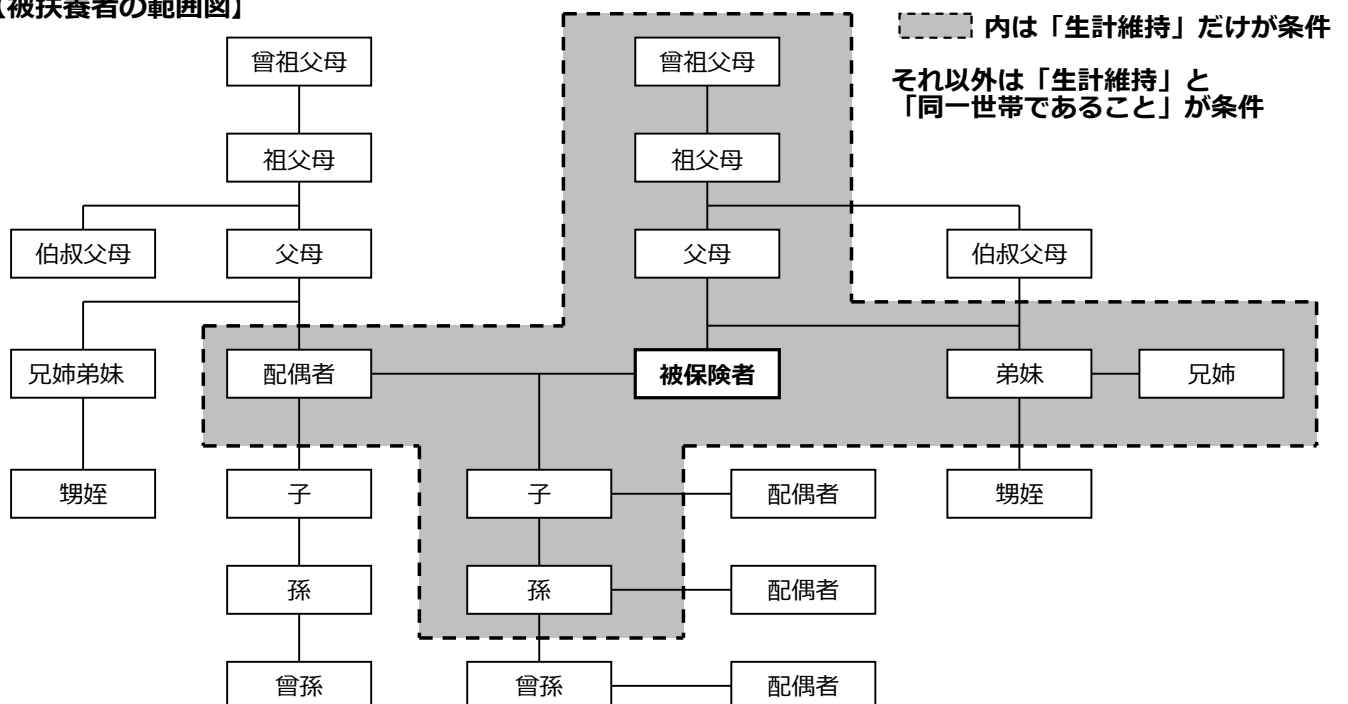 【被扶養者の範囲図】
内は「生計維持」だけが条件
それ以外は「生計維持」と
「同一世帯であること」が条件
曾祖父母
曾祖父母
祖父母
祖父母
伯叔父母
父母
父母
伯叔父母
兄姉弟妹
配偶者
被保険者
弟妹
兄姉
甥姪
子
子
配偶者
甥姪
孫
孫
配偶者
曾孫
曾孫
配偶者